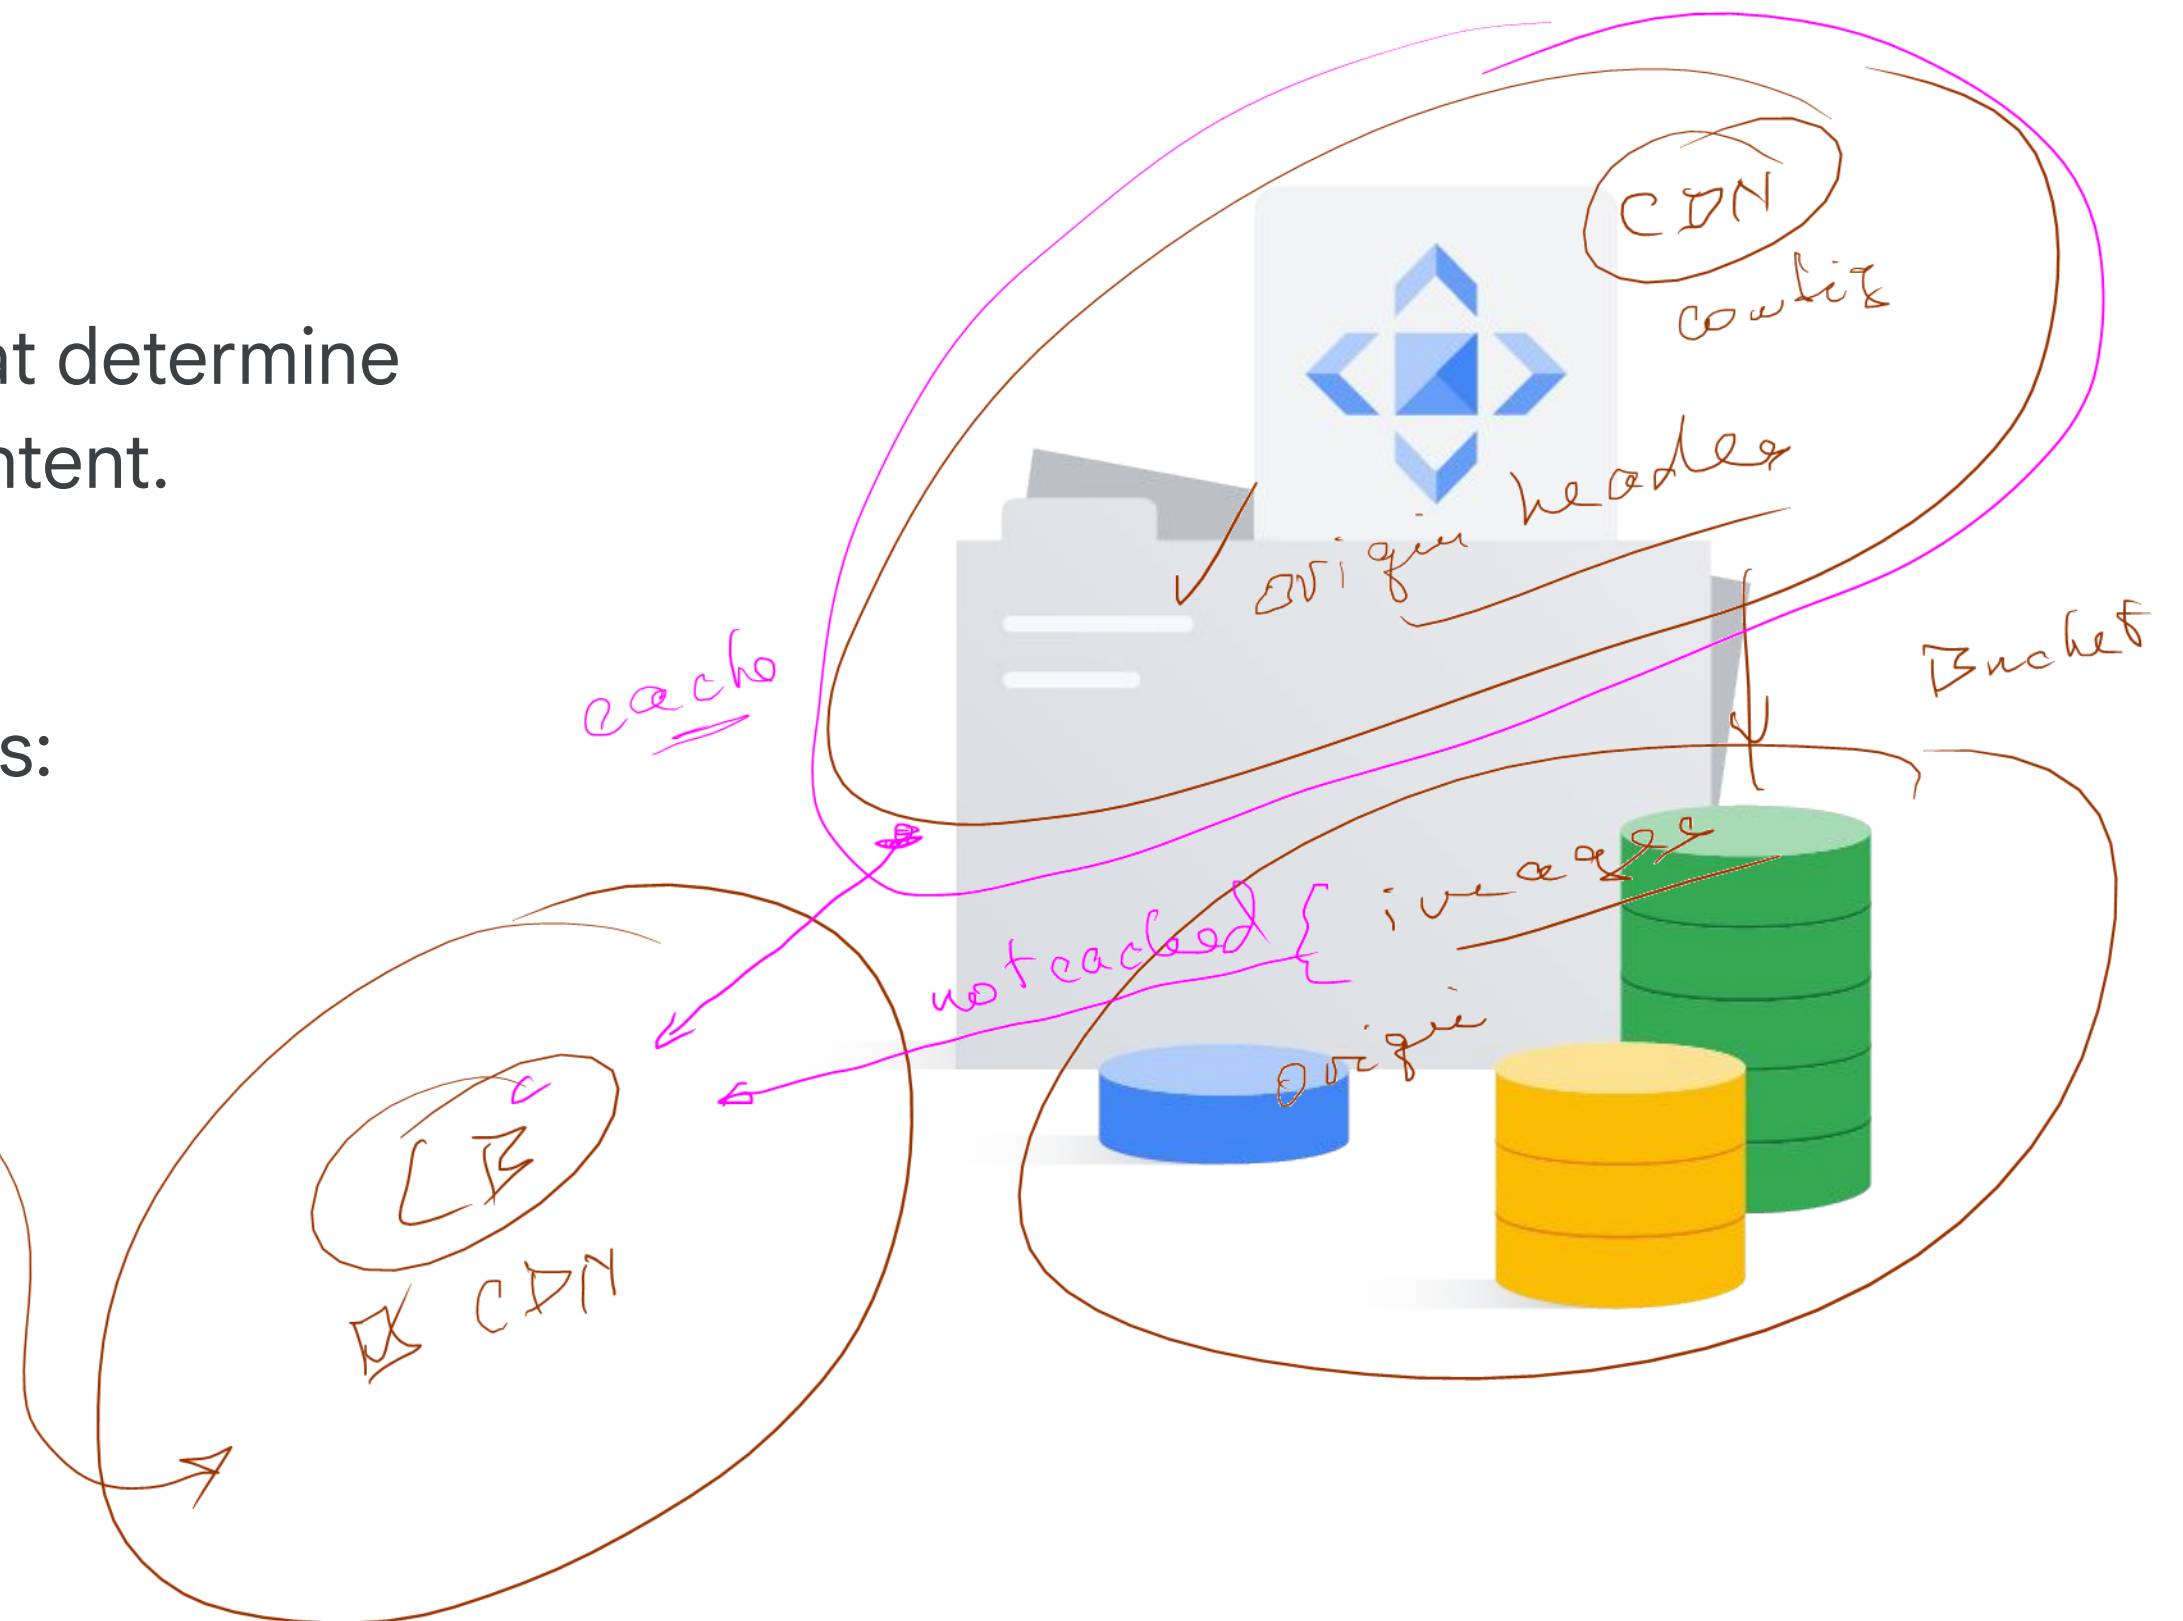 CDN
config
at determine
header
ntent.
origin
Bucket
cache
s:
images
not cached {
origin
C
LB
CDN